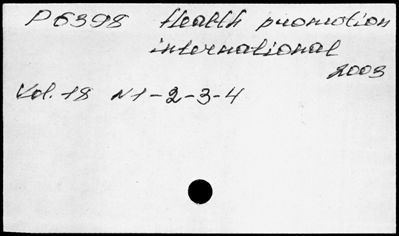 P6398 Health promotion
international
2003
Vol. 18 N1-2-3-4